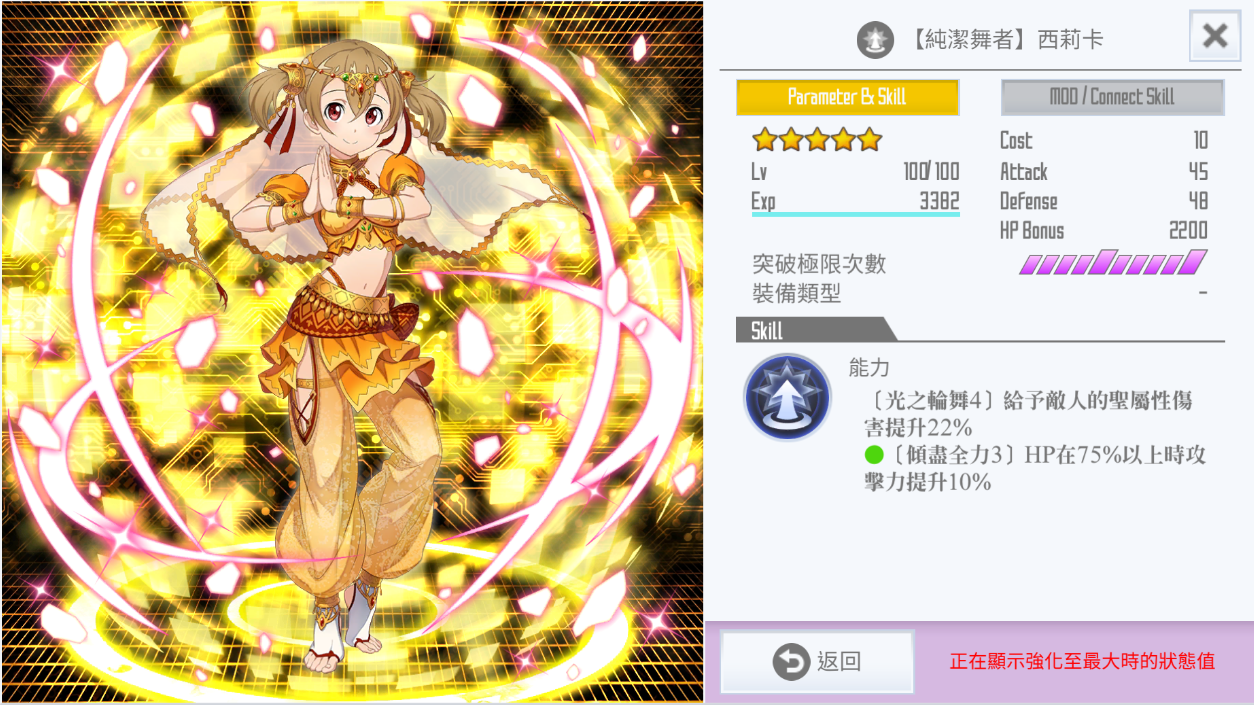 【純潔舞者】西莉卡
Parameter & Skill
MOD / Connect Skill
Lv 100/100
Exp 3382
Cost 10
Attack 45
Defense 48
HP Bonus 2200
突破極限次數
裝備類型 -
Skill
能力
〔光之輪舞4〕給予敵人的聖屬性傷
害提升22%
〔傾盡全力3〕HP在75%以上時攻
擊力提升10%
返回
正在顯示強化至最大時的狀態值